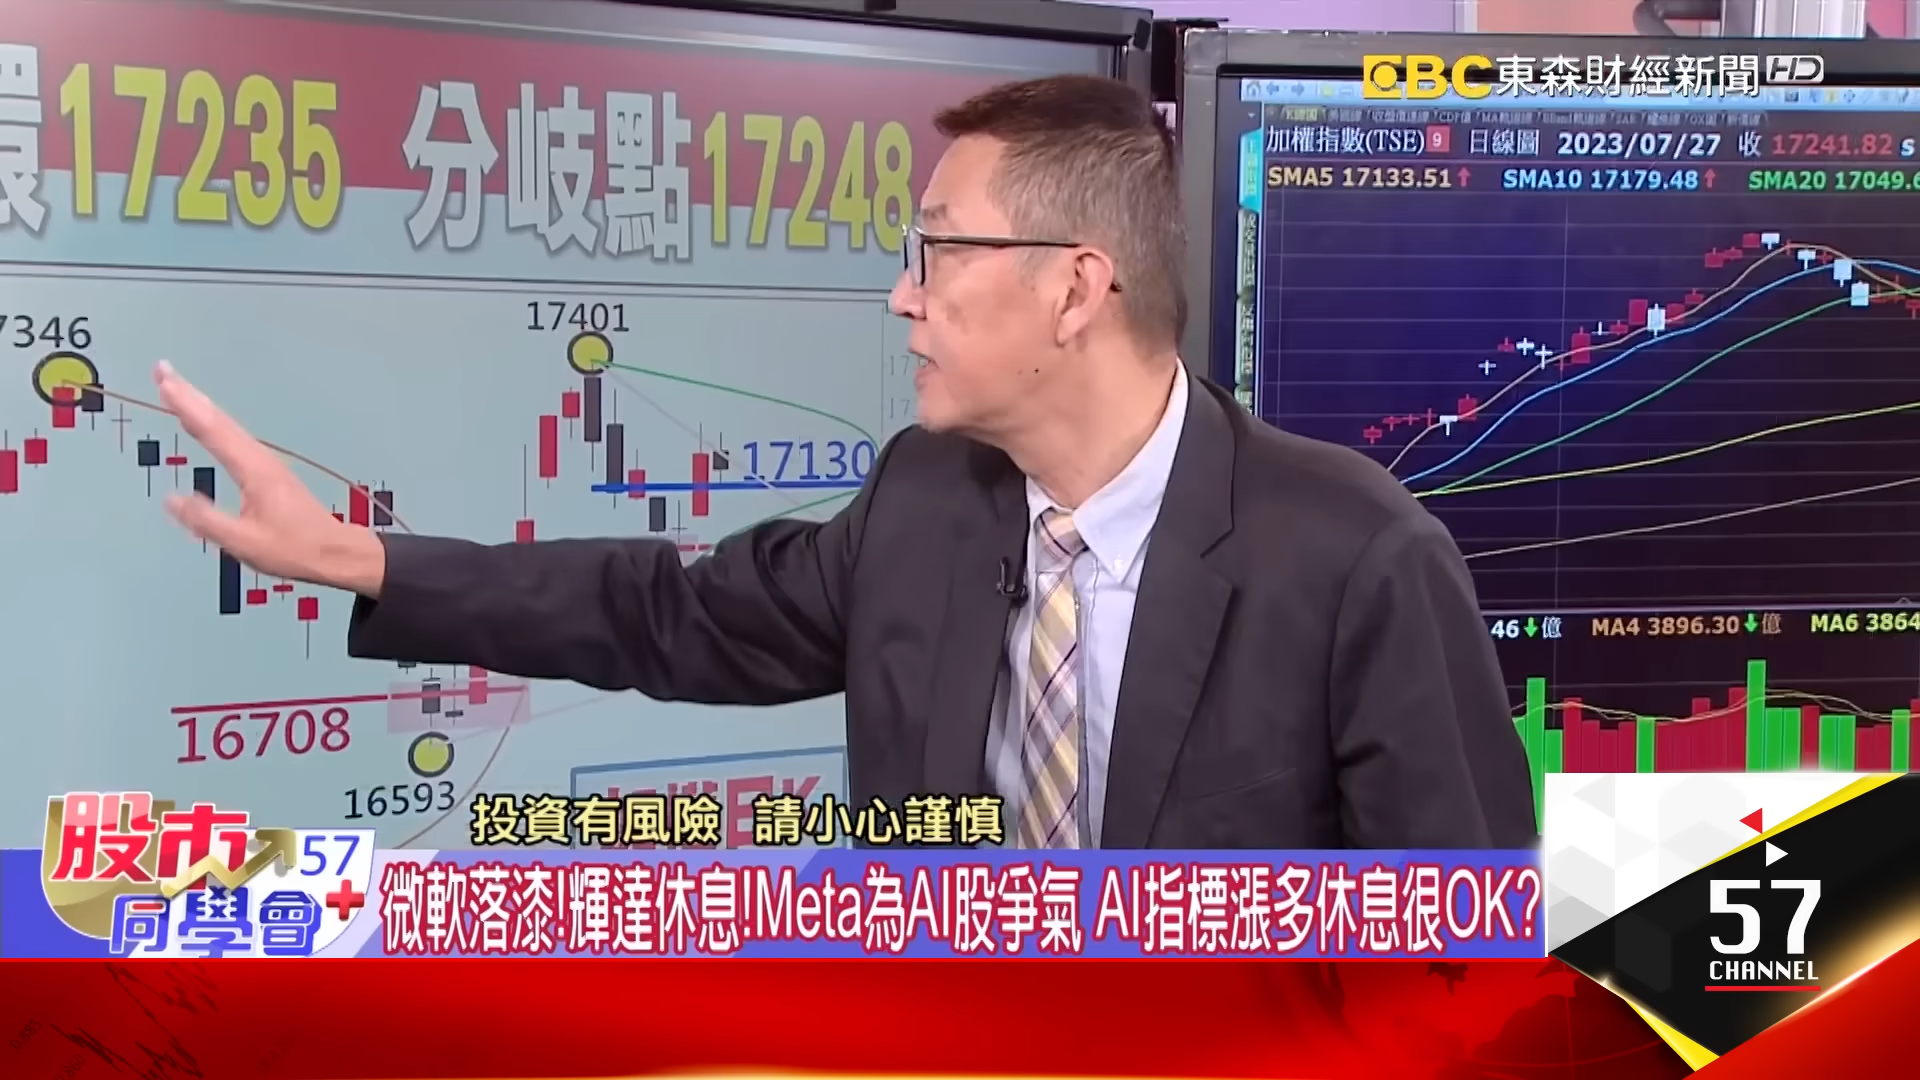 環17235 分岐點17248
EBC東森財經新聞HD
加權指數(TSE) 9 日線圖 2023/07/27 收 17241.82 s
SMA5 17133.51↑ SMA10 17179.48↑ SMA20 17049.6
7346
17401
17130
16708
16593
46↓億 MA4 3896.30↓億 MA6 3864
投資有風險 請小心謹慎
股市
57
同學會+
微軟落漆!輝達休息!Meta為AI股爭氣 AI指標漲多休息很OK?
57
CHANNEL